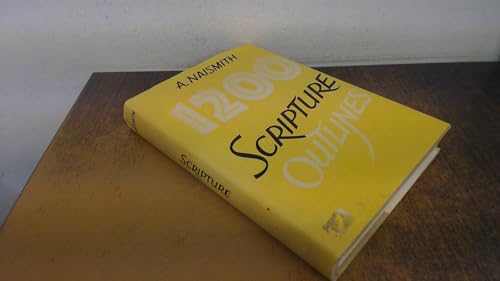 A. NAISMITH
1200
SCRIPTURE
OUTLINES
SCRIPTURE